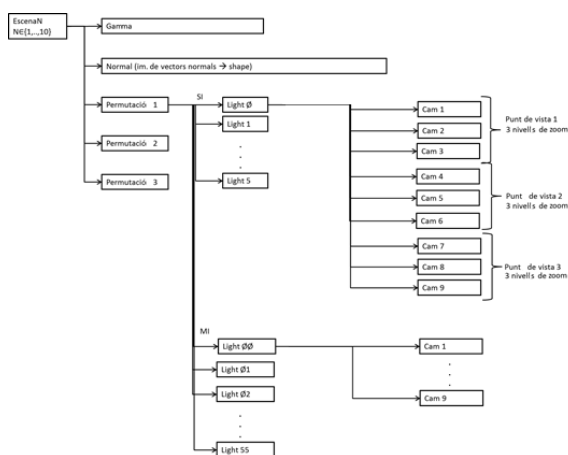 EscenaN
N∈{1,..,10}
Gamma
Normal (im. de vectors normals → shape)
Permutació 1
Permutació 2
Permutació 3
SI
Light Ø
Light 1
.
.
.
Light 5
Cam 1
Cam 2
Cam 3
Cam 4
Cam 5
Cam 6
Cam 7
Cam 8
Cam 9
Punt de vista 1
3 nivells de zoom
Punt de vista 2
3 nivells de zoom
Punt de vista 3
3 nivells de zoom
MI
Light ØØ
Light Ø1
Light Ø2
.
.
.
Light 55
Cam 1
.
.
.
Cam 9